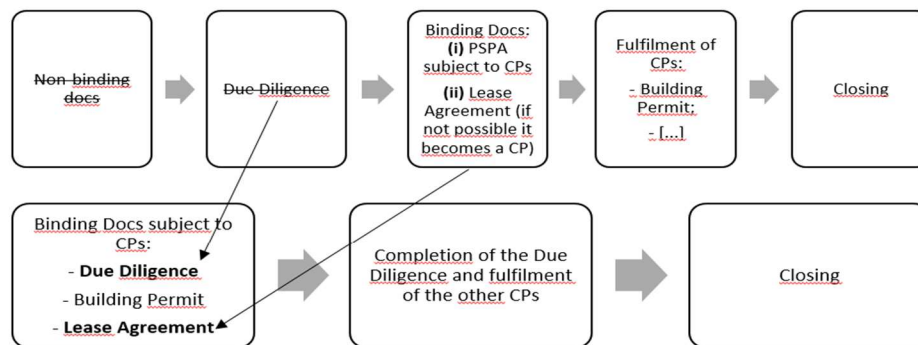 Non binding
docs
Due Diligence
Binding Docs:
(i) PSPA
subject to CPs
(ii) Lease
Agreement (if
not possible it
becomes a CP)
Fulfilment of
CPs:
- Building
Permit;
- [...]
Closing
Binding Docs subject to
CPs:
- Due Diligence
- Building Permit
- Lease Agreement
Completion of the Due
Diligence and fulfilment
of the other CPs
Closing